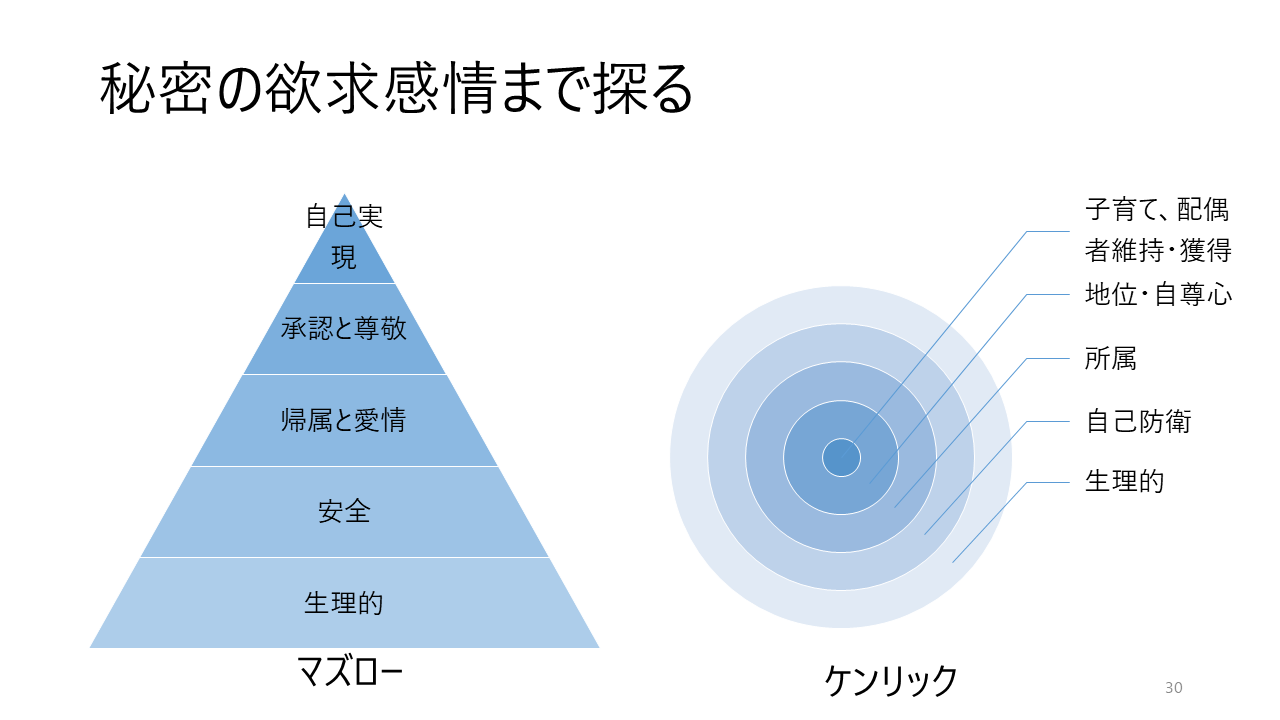 秘密の欲求感情まで探る
自己実
現
承認と尊敬
帰属と愛情
安全
生理的
マズロー
子育て、配偶
者維持・獲得
地位・自尊心
所属
自己防衛
生理的
ケンリック
30